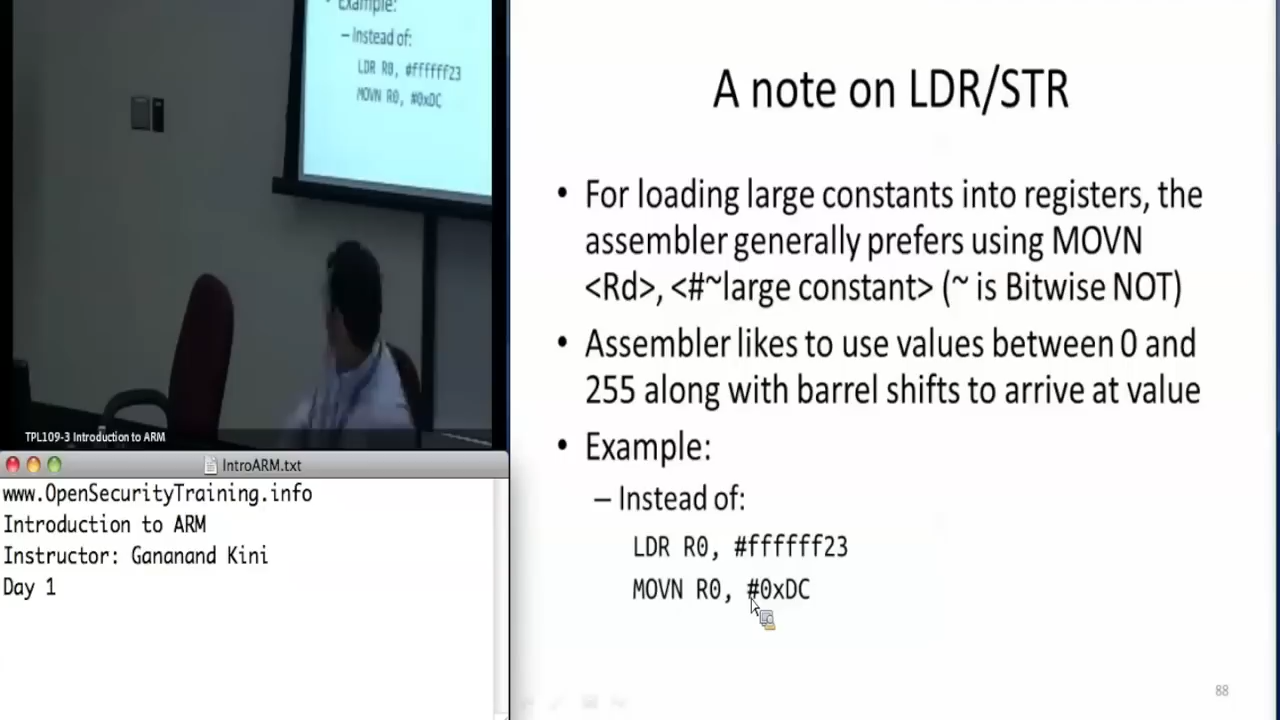 Example:
– Instead of:
LDR R0, #ffffff23
MOVN R0, #0xDC
TPL109-3 Introduction to ARM
IntroARM.txt
www.OpenSecurityTraining.info
Introduction to ARM
Instructor: Gananand Kini
Day 1
A note on LDR/STR
• For loading large constants into registers, the
assembler generally prefers using MOVN
<Rd>, <#~large constant> (~ is Bitwise NOT)
• Assembler likes to use values between 0 and
255 along with barrel shifts to arrive at value
• Example:
– Instead of:
LDR R0, #ffffff23
MOVN R0, #0xDC
88